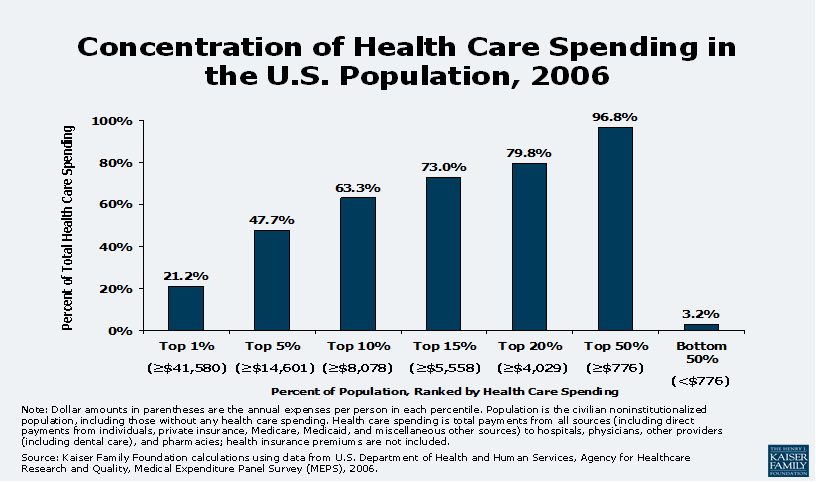 Concentration of Health Care Spending in
the U.S. Population, 2006
Percent of Total Health Care Spending
100%
80%
60%
40%
20%
0%
21.2%
47.7%
63.3%
73.0%
79.8%
96.8%
3.2%
Top 1%
(≥$41,580)
Top 5%
(≥$14,601)
Top 10%
(≥$8,078)
Top 15%
(≥$5,558)
Top 20%
(≥$4,029)
Top 50%
(≥$776)
Bottom
50%
(<$776)
Percent of Population, Ranked by Health Care Spending
Note: Dollar amounts in parentheses are the annual expenses per person in each percentile. Population is the civilian noninstitutionalized
population, including those without any health care spending. Health care spending is total payments from all sources (including direct
payments from individuals, private insurance, Medicare, Medicaid, and miscellaneous other sources) to hospitals, physicians, other providers
(including dental care), and pharmacies; health insurance premiums are not included.
Source: Kaiser Family Foundation calculations using data from U.S. Department of Health and Human Services, Agency for Healthcare
Research and Quality, Medical Expenditure Panel Survey (MEPS), 2006.
THE HENRY J.
KAISER
FAMILY
FOUNDATION